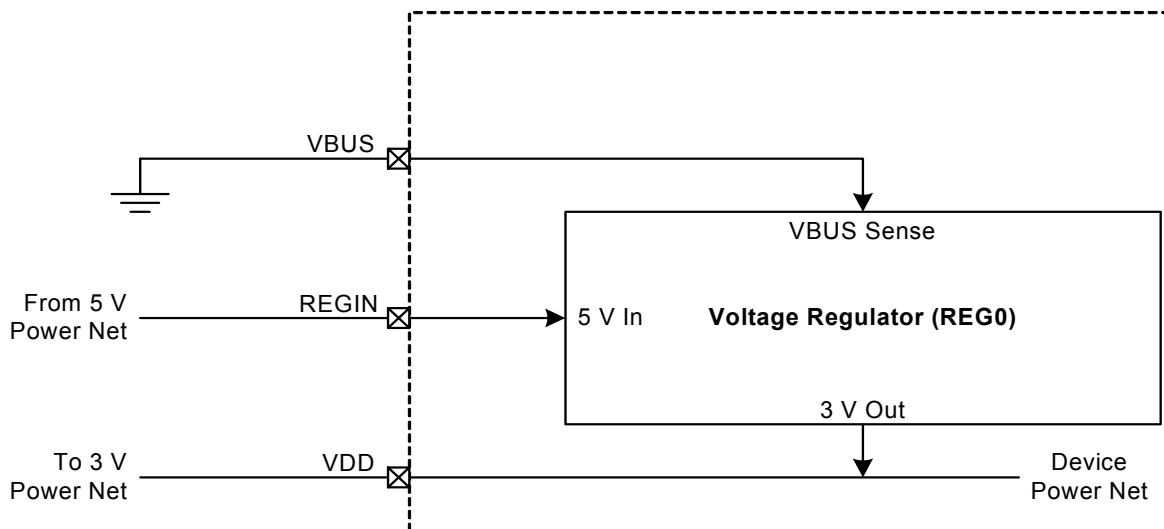 VBUS
VBUS Sense
From 5 V
Power Net
REGIN
5 V In
Voltage Regulator (REG0)
3 V Out
To 3 V
Power Net
VDD
Device
Power Net